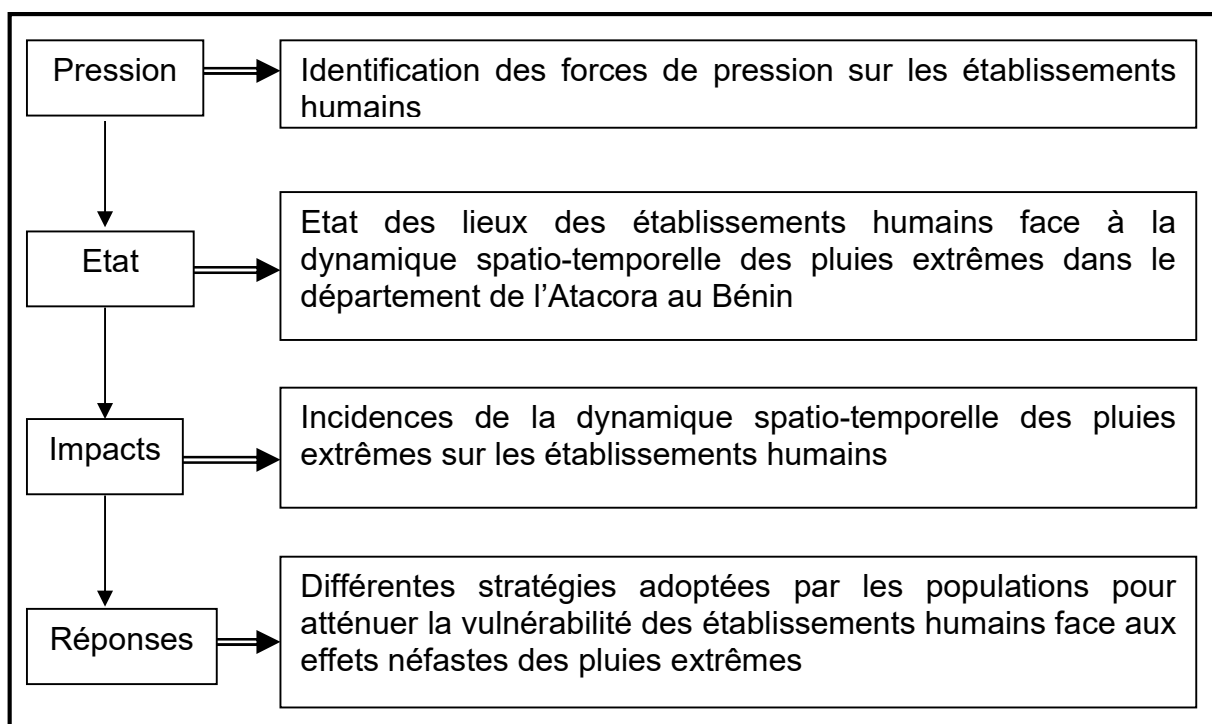 Pression
Identification des forces de pression sur les établissements
humains
Etat
Etat des lieux des établissements humains face à la
dynamique spatio-temporelle des pluies extrêmes dans le
département de l’Atacora au Bénin
Impacts
Incidences de la dynamique spatio-temporelle des pluies
extrêmes sur les établissements humains
Réponses
Différentes stratégies adoptées par les populations pour
atténuer la vulnérabilité des établissements humains face aux
effets néfastes des pluies extrêmes